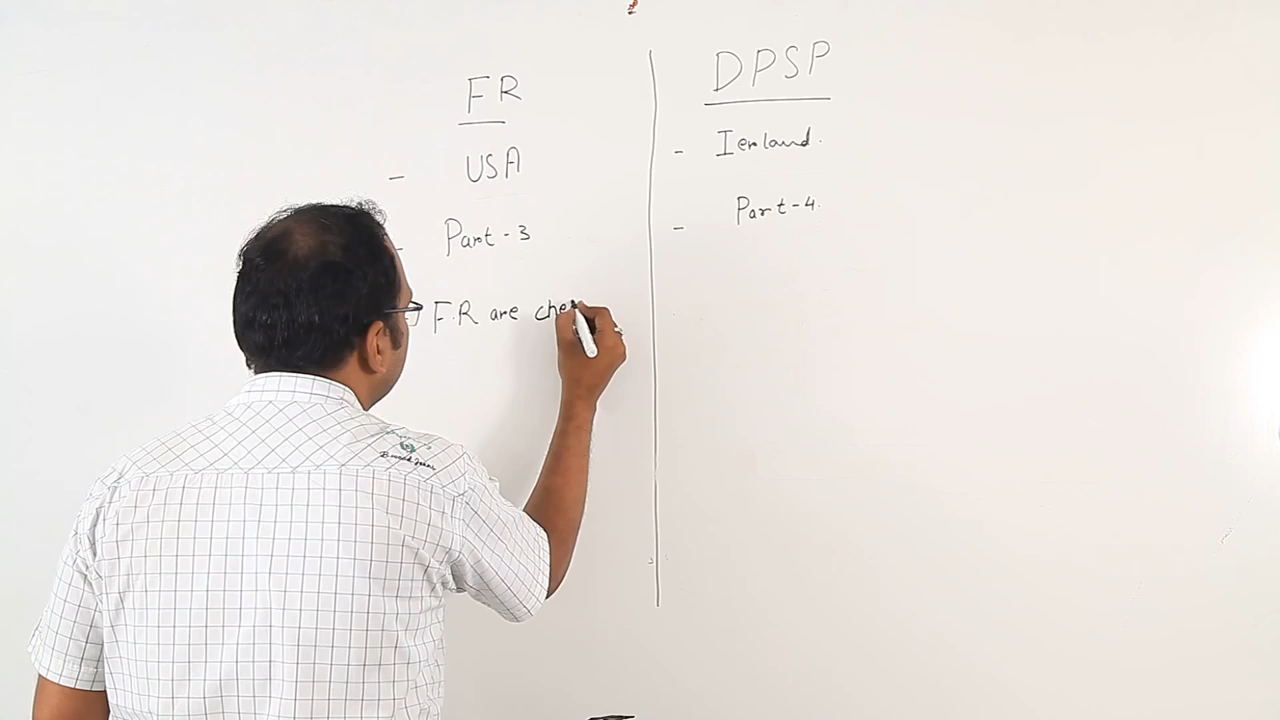 FR
- USA
- Part-3
F.R are che
DPSP
- Ierland.
- Part-4.